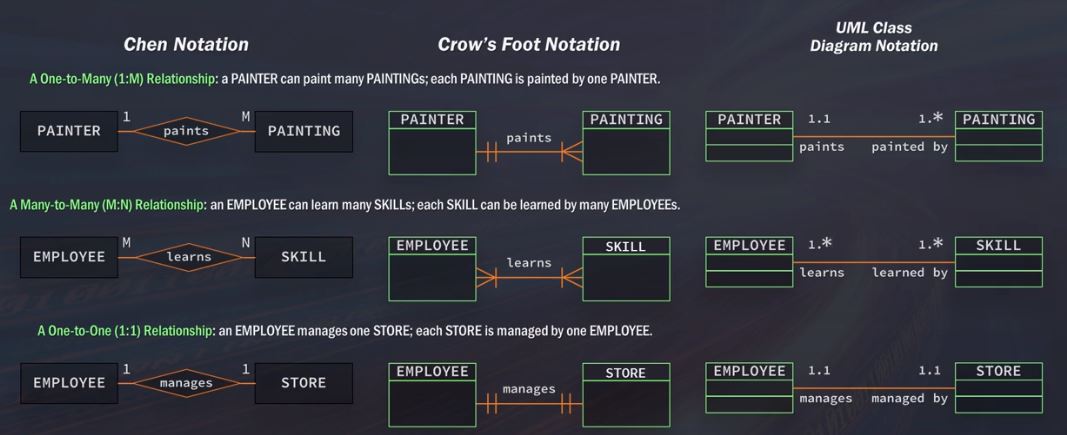 Chen Notation
Crow's Foot Notation
UML Class
Diagram Notation
A One-to-Many (1:M) Relationship: a PAINTER can paint many PAINTINGs; each PAINTING is painted by one PAINTER.
PAINTER 1 paints M PAINTING
PAINTER paints PAINTING
PAINTER 1.1 1.* PAINTING
paints painted by
A Many-to-Many (M:N) Relationship: an EMPLOYEE can learn many SKILLs; each SKILL can be learned by many EMPLOYEEs.
EMPLOYEE M learns N SKILL
EMPLOYEE learns SKILL
EMPLOYEE 1.* 1.* SKILL
learns learned by
A One-to-One (1:1) Relationship: an EMPLOYEE manages one STORE; each STORE is managed by one EMPLOYEE.
EMPLOYEE 1 manages 1 STORE
EMPLOYEE manages STORE
EMPLOYEE 1.1 1.1 STORE
manages managed by